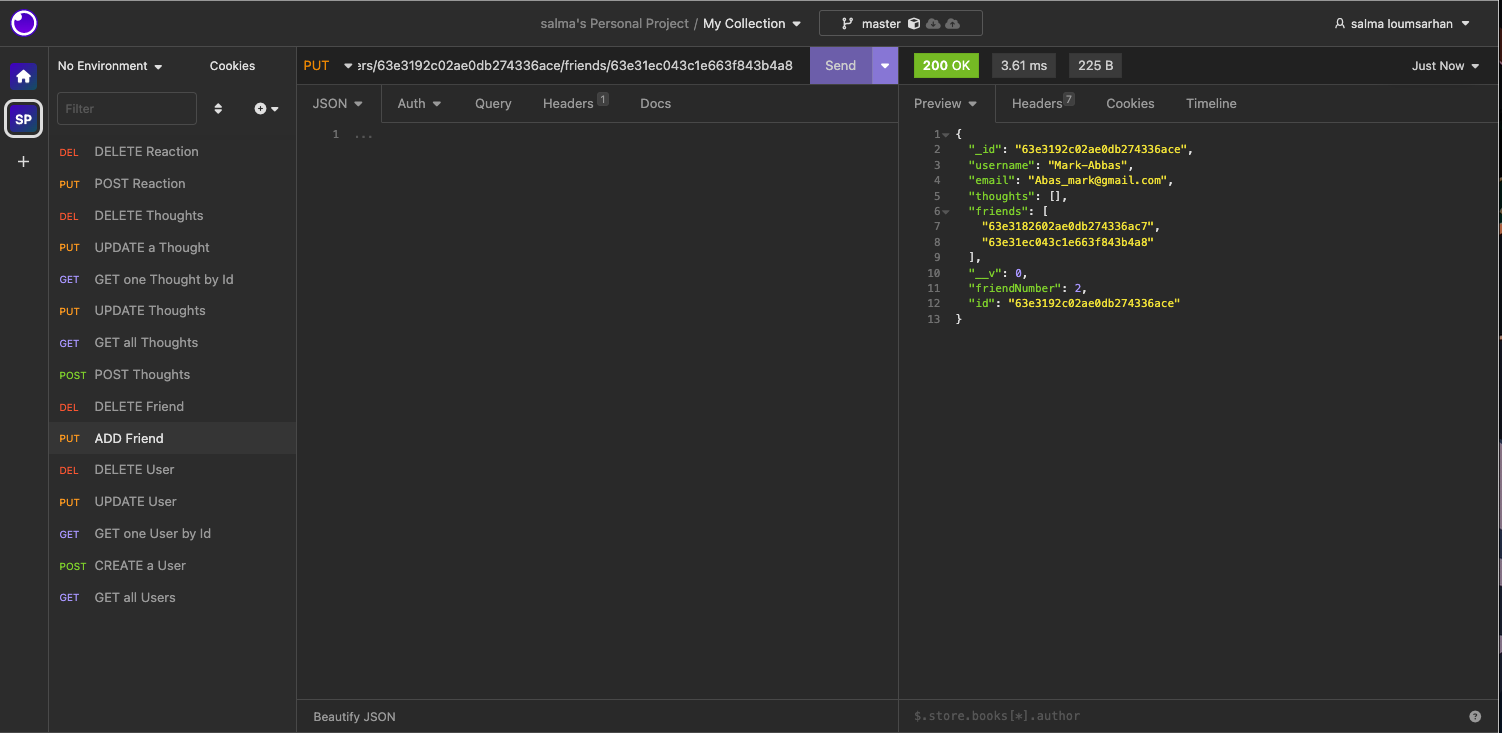 salma's Personal Project / My Collection
master
salma loumsarhan
SP
No Environment
Cookies
Filter
DEL DELETE Reaction
PUT POST Reaction
DEL DELETE Thoughts
PUT UPDATE a Thought
GET GET one Thought by Id
PUT UPDATE Thoughts
GET GET all Thoughts
POST POST Thoughts
DEL DELETE Friend
PUT ADD Friend
DEL DELETE User
PUT UPDATE User
GET GET one User by Id
POST CREATE a User
GET GET all Users
PUT ers/63e3192c02ae0db274336ace/friends/63e31ec043c1e663f843b4a8 Send
JSON Auth Query Headers 1 Docs
1 ...
Beautify JSON
200 OK 3.61 ms 225 B Just Now
Preview Headers 7 Cookies Timeline
1 {
2 "_id": "63e3192c02ae0db274336ace",
3 "username": "Mark-Abbas",
4 "email": "Abas_mark@gmail.com",
5 "thoughts": [],
6 "friends": [
7 "63e3182602ae0db274336ac7",
8 "63e31ec043c1e663f843b4a8"
9 ],
10 "__v": 0,
11 "friendNumber": 2,
12 "id": "63e3192c02ae0db274336ace"
13 }
$.store.books[*].author
?